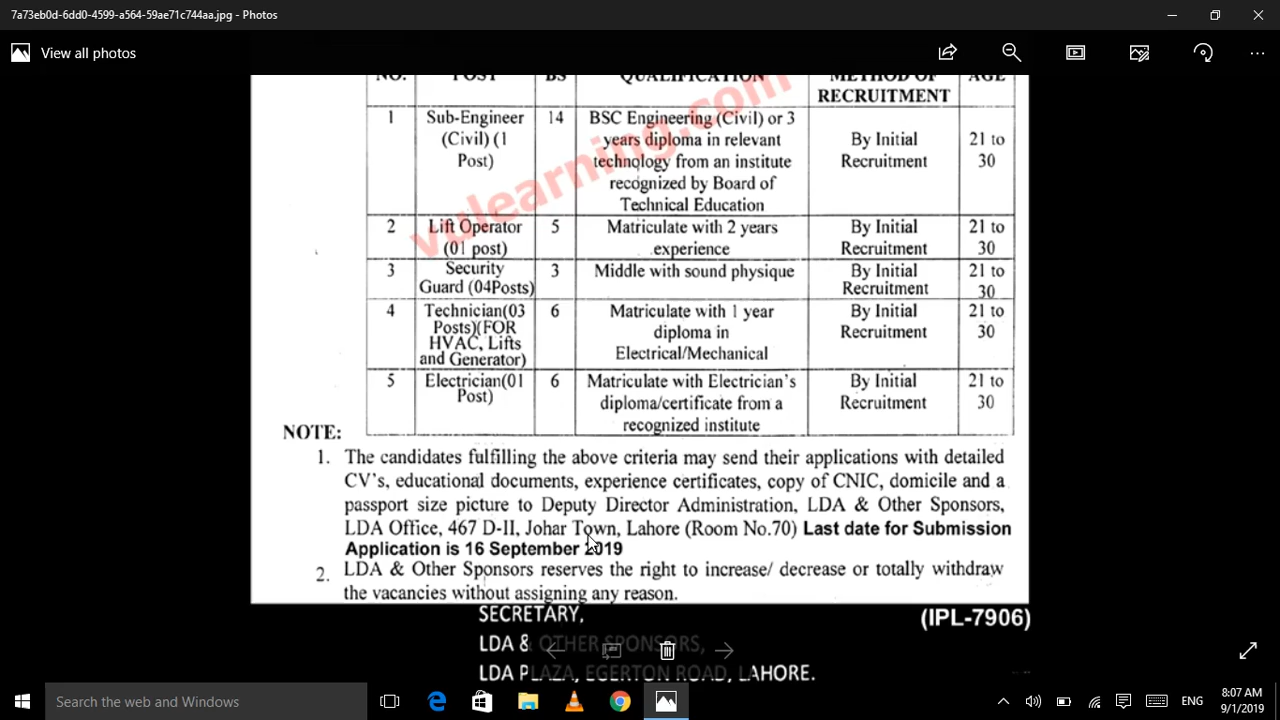 7a73eb0d-6dd0-4599-a564-59ae71c744aa.jpg - Photos
View all photos
NO. POST BS QUALIFICATION METHOD OF RECRUITMENT AGE
1 Sub-Engineer (Civil) (1 Post) 14 BSC Engineering (Civil) or 3 years diploma in relevant technology from an institute recognized by Board of Technical Education By Initial Recruitment 21 to 30
2 Lift Operator (01 post) 5 Matriculate with 2 years experience By Initial Recruitment 21 to 30
3 Security Guard (04Posts) 3 Middle with sound physique By Initial Recruitment 21 to 30
4 Technician(03 Posts)(FOR HVAC, Lifts and Generator) 6 Matriculate with 1 year diploma in Electrical/Mechanical By Initial Recruitment 21 to 30
5 Electrician(01 Post) 6 Matriculate with Electrician's diploma/certificate from a recognized institute By Initial Recruitment 21 to 30
vulearning.com
NOTE:
1. The candidates fulfilling the above criteria may send their applications with detailed
CV's, educational documents, experience certificates, copy of CNIC, domicile and a
passport size picture to Deputy Director Administration, LDA & Other Sponsors,
LDA Office, 467 D-II, Johar Town, Lahore (Room No.70) Last date for Submission
Application is 16 September 2019
2. LDA & Other Sponsors reserves the right to increase/ decrease or totally withdraw
the vacancies without assigning any reason.
SECRETARY,
(IPL-7906)
LDA & OTHER SPONSORS,
LDA PLAZA, EGERTON ROAD, LAHORE.
Search the web and Windows
ENG
8:07 AM
9/1/2019